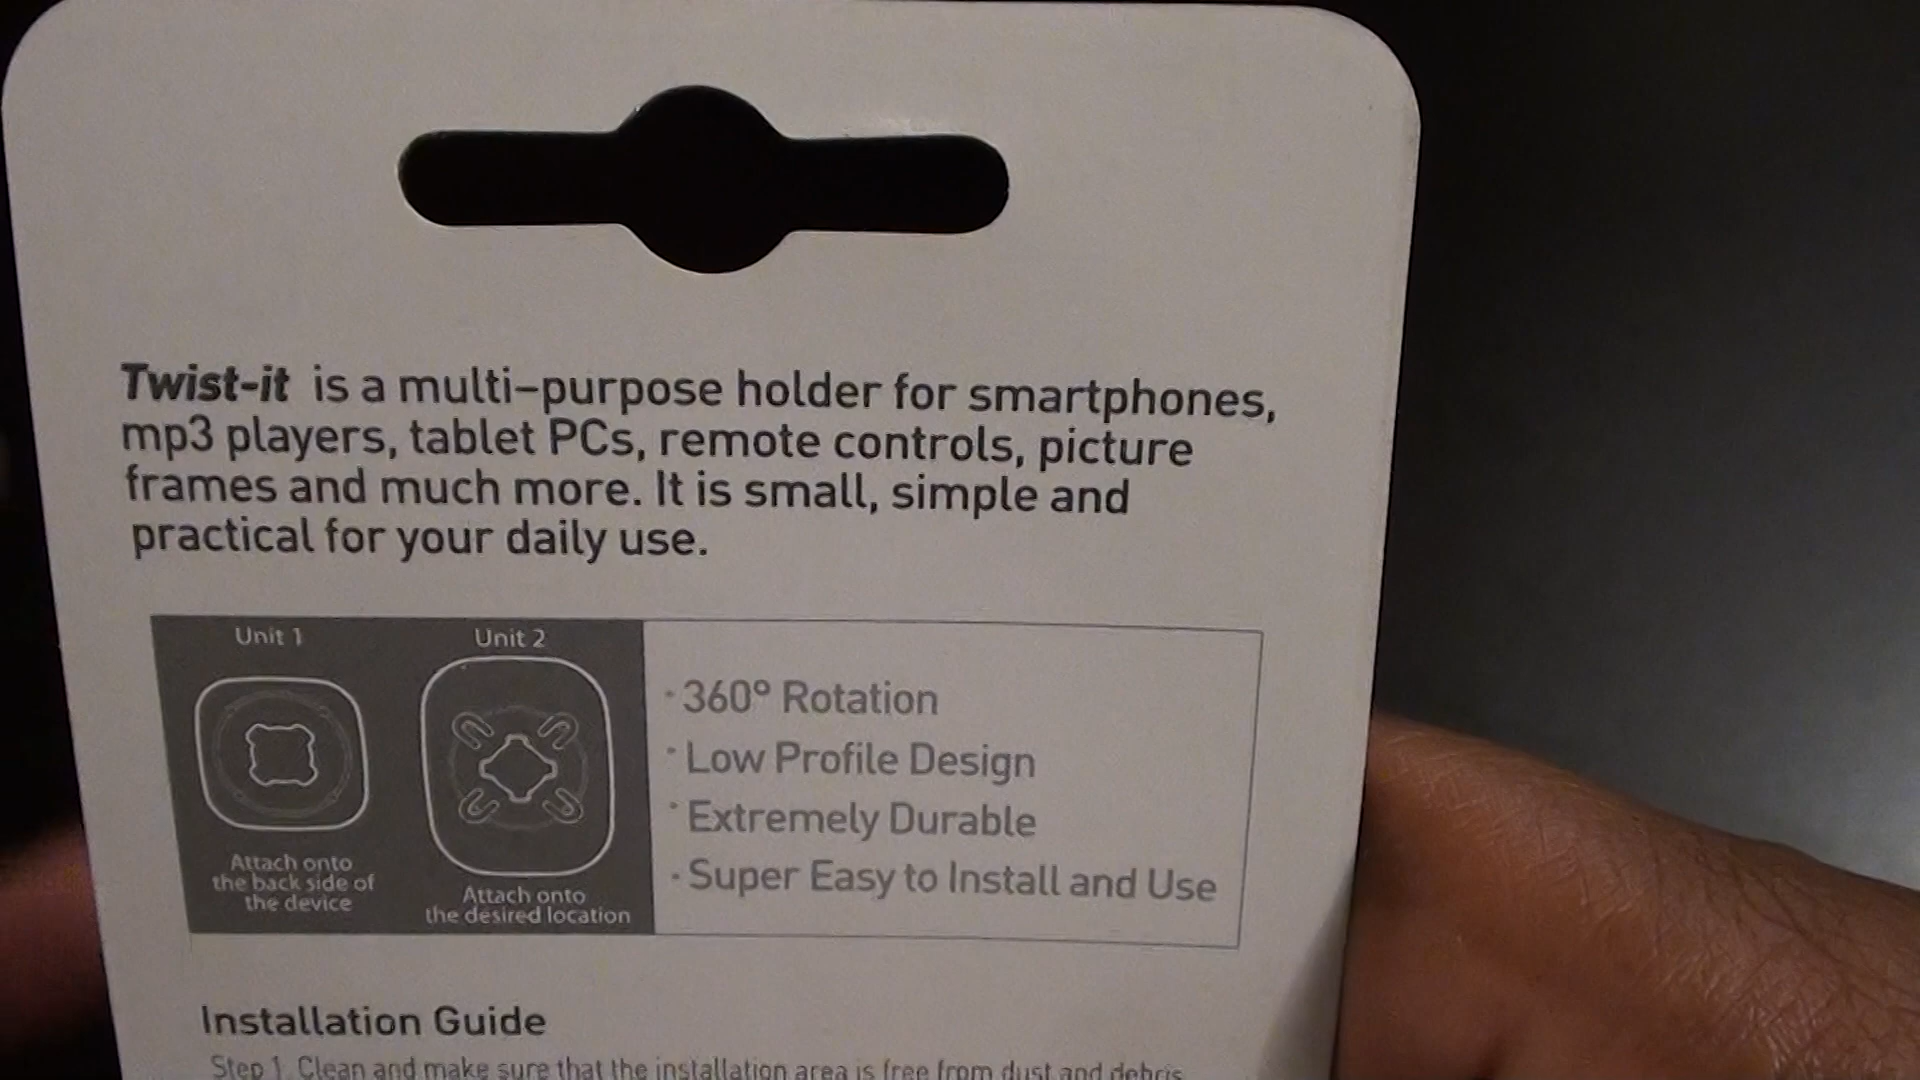 Twist-it is a multi-purpose holder for smartphones,
mp3 players, tablet PCs, remote controls, picture
frames and much more. It is small, simple and
practical for your daily use.
Unit 1
Attach onto
the back side of
the device
Unit 2
Attach onto
the desired location
· 360° Rotation
· Low Profile Design
· Extremely Durable
· Super Easy to Install and Use
Installation Guide
Step 1. Clean and make sure that the installation area is free from dust and debris